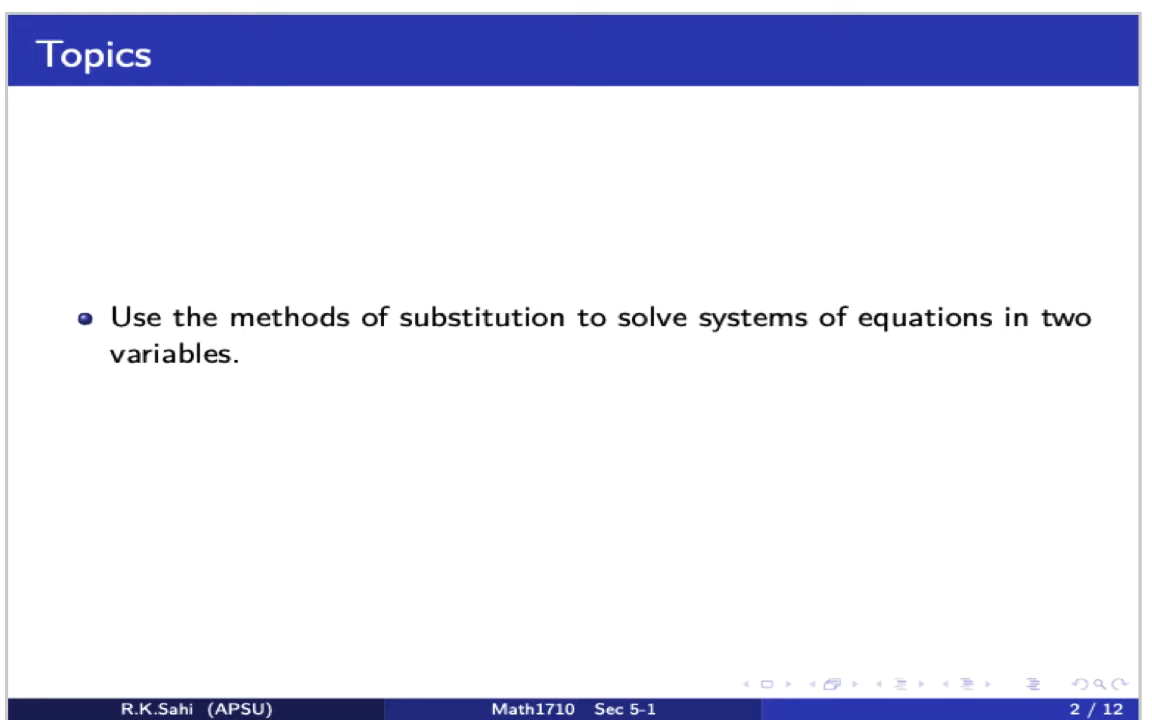 Topics
Use the methods of substitution to solve systems of equations in two
variables.
R.K.Sahi (APSU) Math1710 Sec 5-1 2 / 12